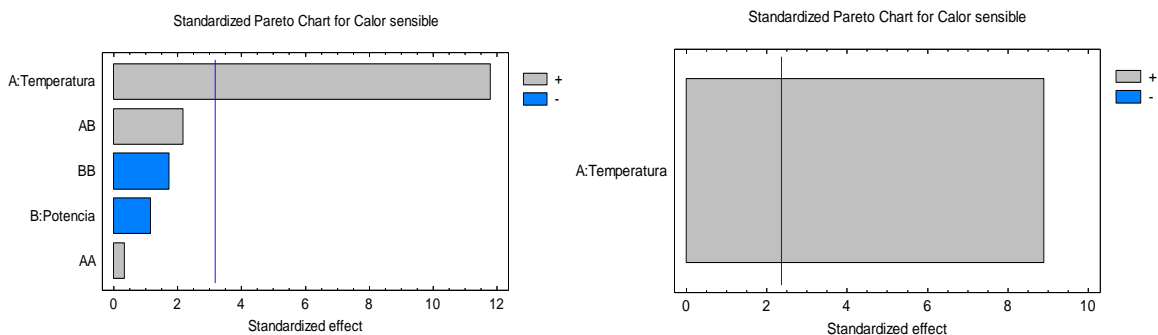 Standardized Pareto Chart for Calor sensible
A:Temperatura
AB
BB
B:Potencia
AA
0 2 4 6 8 10 12
Standardized effect
+
-
Standardized Pareto Chart for Calor sensible
A:Temperatura
0 2 4 6 8 10
Standardized effect
+
-